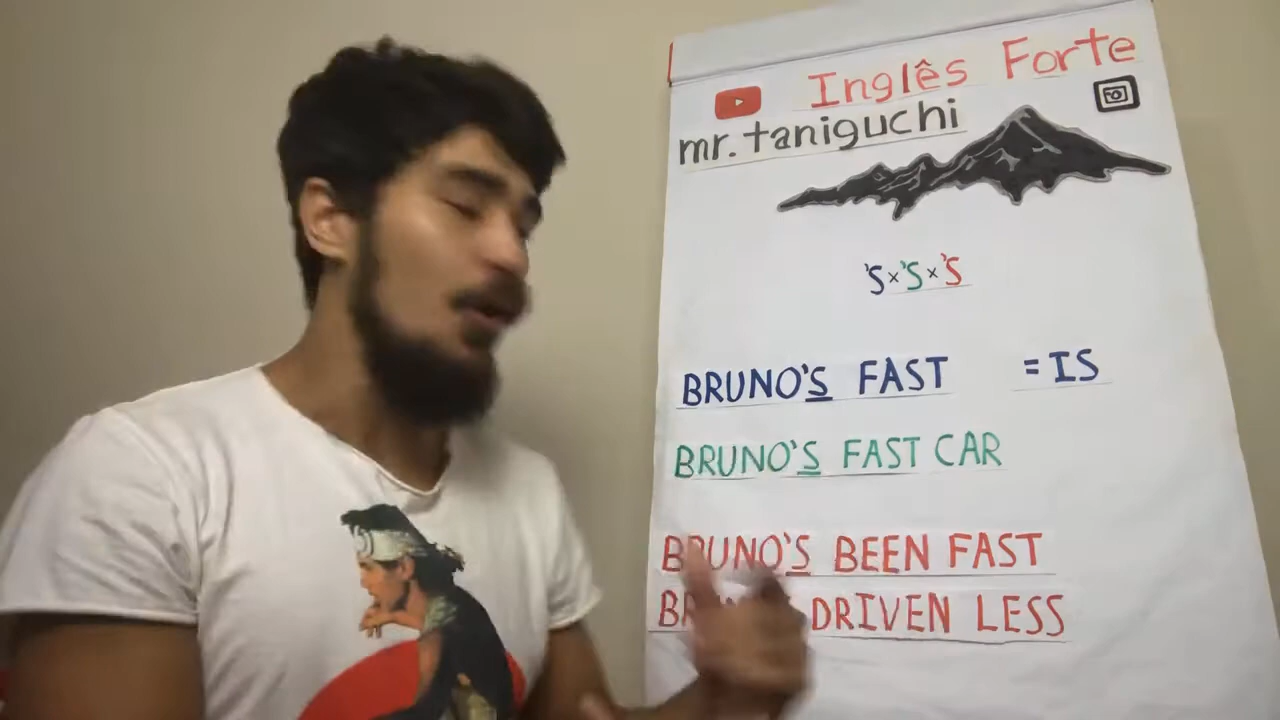 Inglês Forte
mr.taniguchi
'S×'S×'S
BRUNO'S FAST =IS
BRUNO'S FAST CAR
BRUNO'S BEEN FAST
DRIVEN LESS